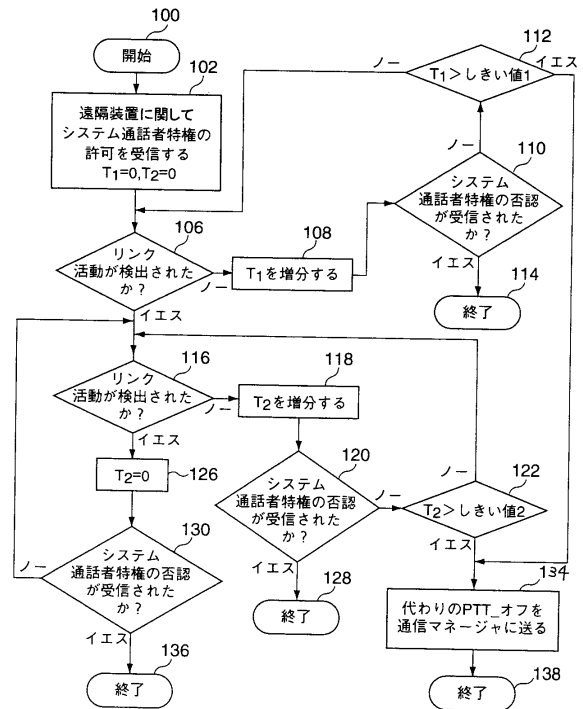 100
開始
102
遠隔装置に関して
システム通話者特権の
許可を受信する
T1=0,T2=0
112
ノー
T1>しきい値1
イエス
ノー
110
システム
通話者特権の否認
が受信された
か?
イエス
114
終了
106
リンク
活動が検出された
か?
ノー
イエス
108
T1を増分する
116
リンク
活動が検出された
か?
ノー
イエス
118
T2を増分する
120
システム
通話者特権の否認
が受信された
か?
ノー
イエス
ノー
122
T2>しきい値2
イエス
T2=0
126
128
終了
130
ノー
システム
通話者特権の否認
が受信された
か?
イエス
134
代わりのPTT_オフを
通信マネージャに送る
136
終了
138
終了